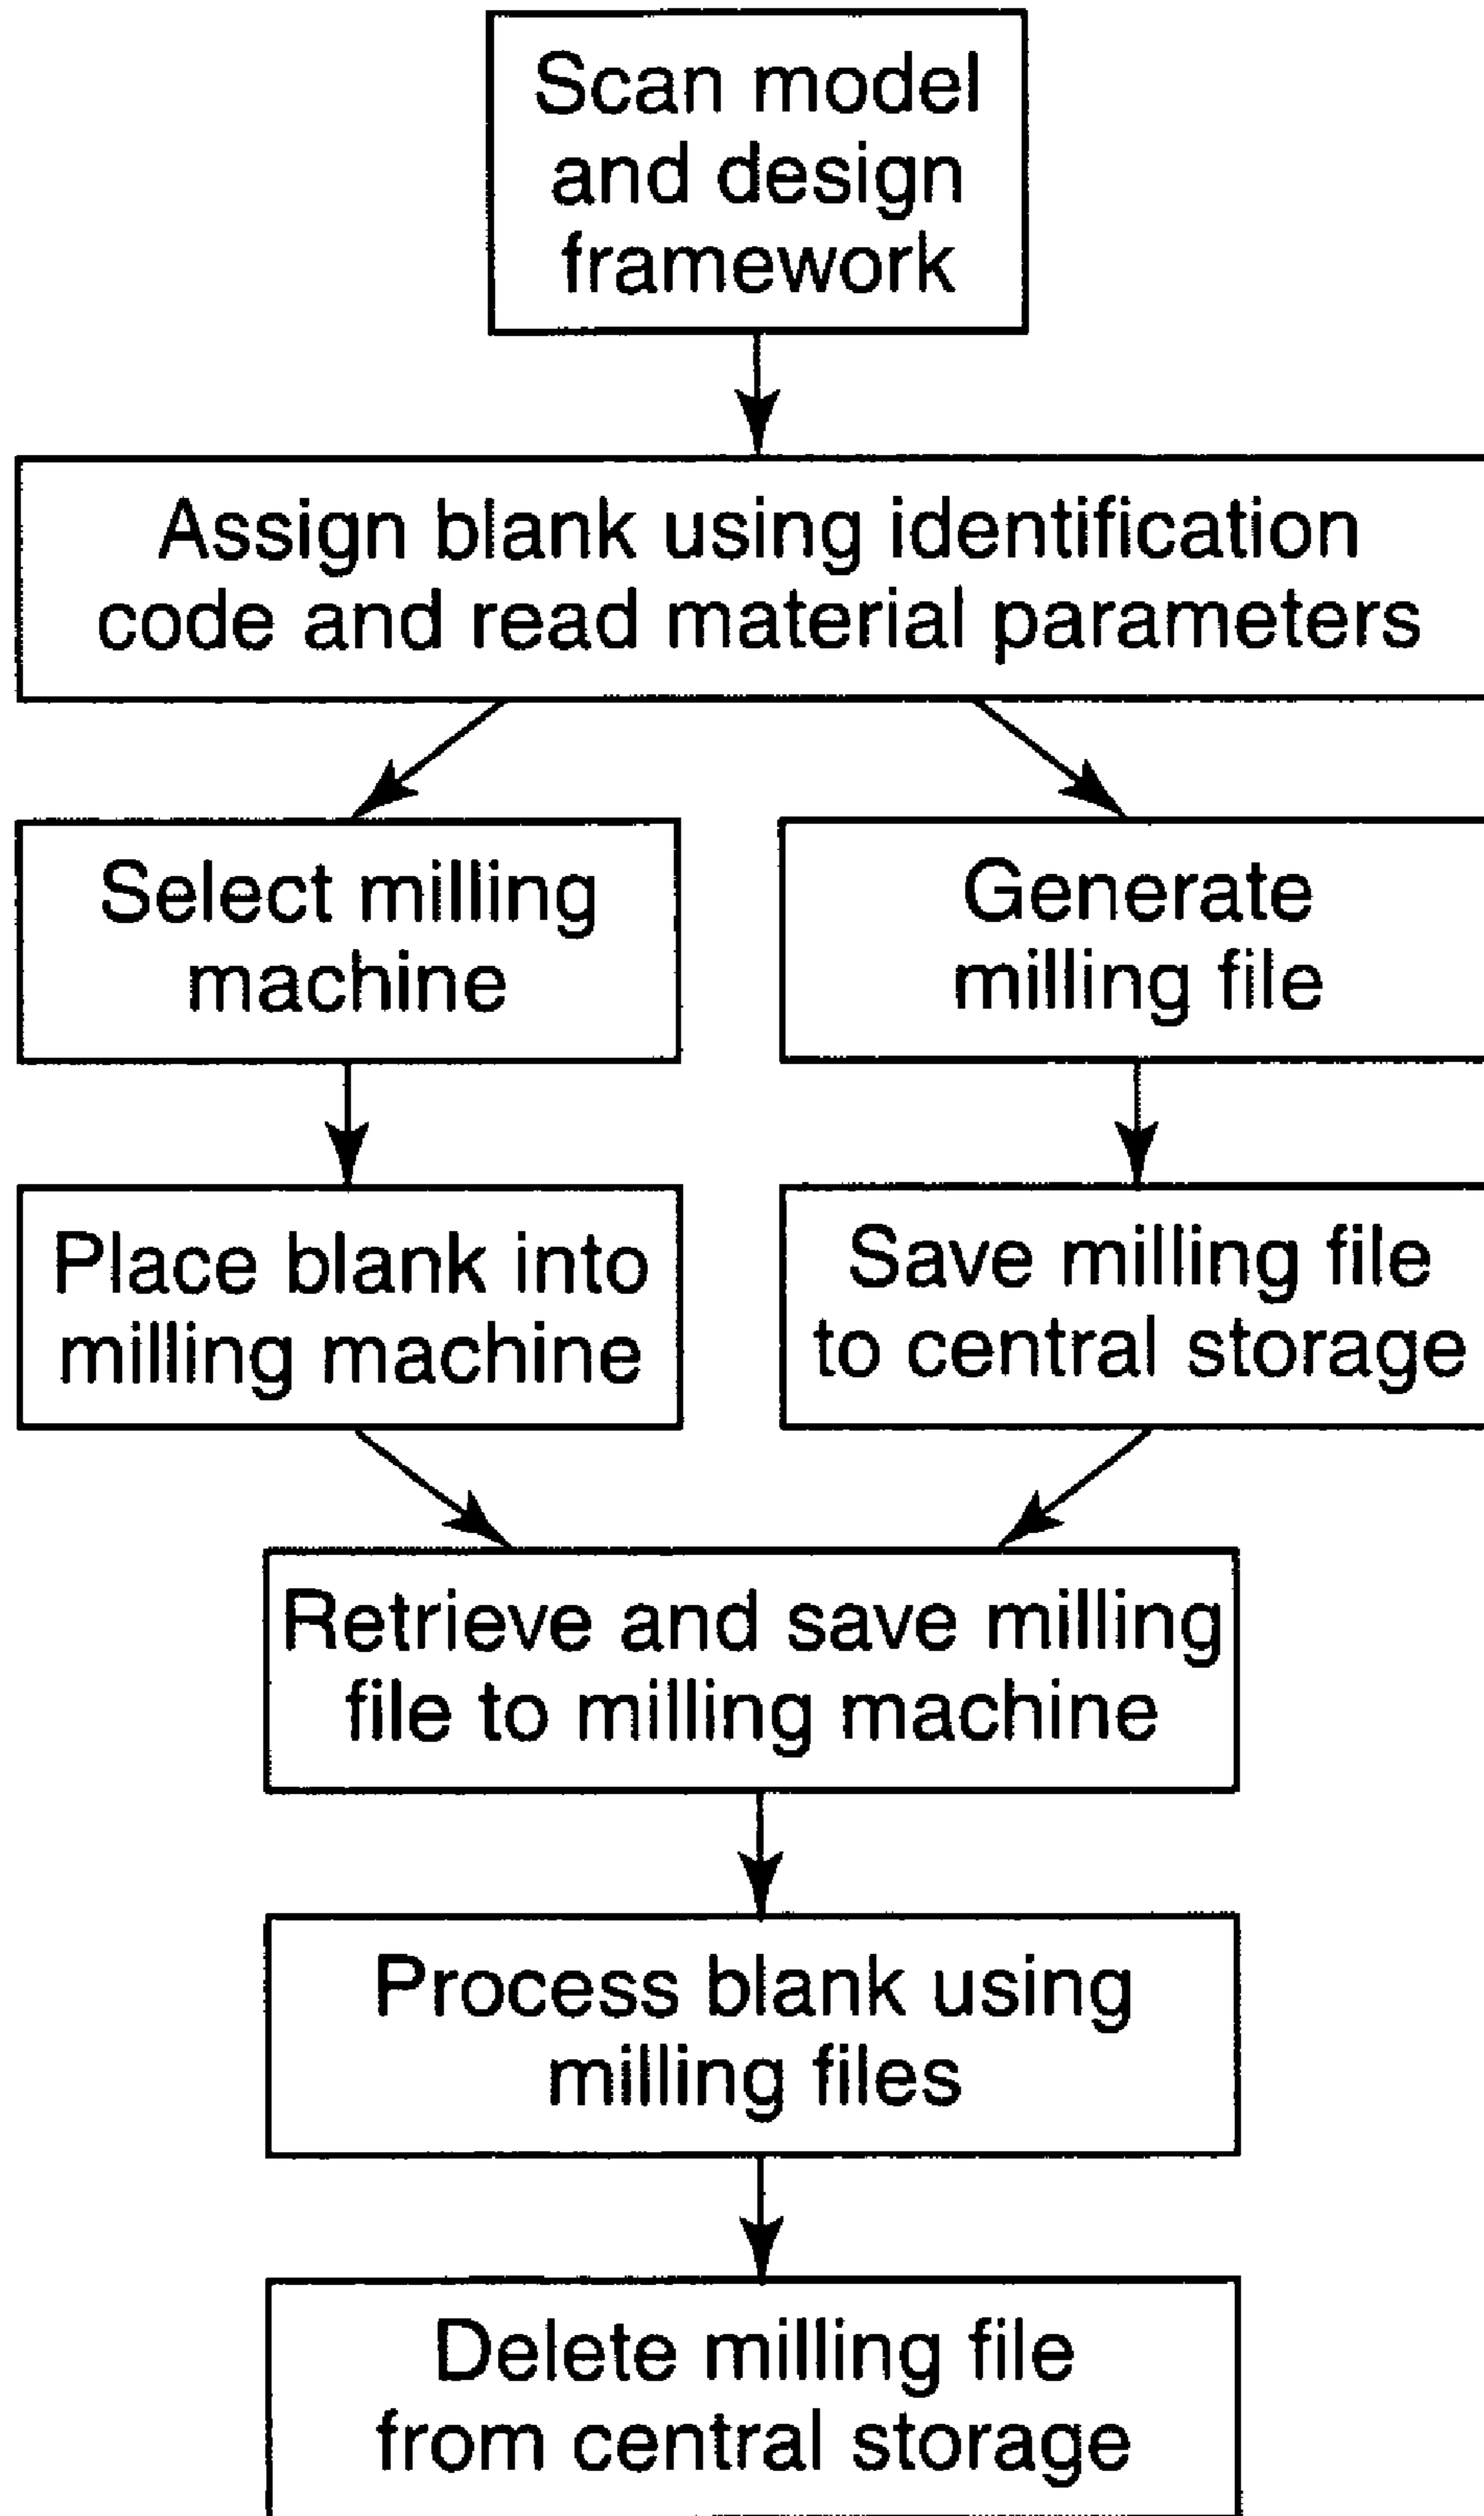 Scan model
and design
framework
Assign blank using identification
code and read material parameters
Select milling
machine
Generate
milling file
Place blank into
milling machine
Save milling file
to central storage
Retrieve and save milling
file to milling machine
Process blank using
milling files
Delete milling file
from central storage